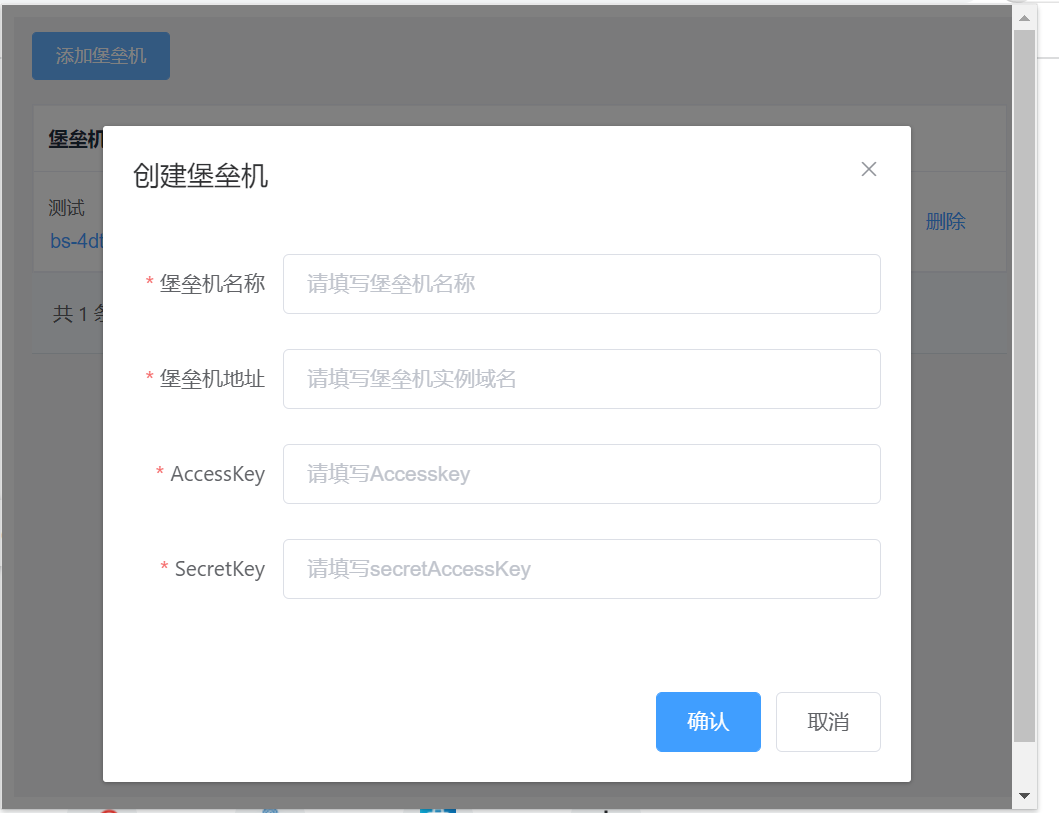 添加堡垒机
堡垒机
创建堡垒机
测试
bs-4dt
删除
共 1 条
* 堡垒机名称 请填写堡垒机名称
* 堡垒机地址 请填写堡垒机实例域名
* AccessKey 请填写Accesskey
* SecretKey 请填写secretAccessKey
确认 取消